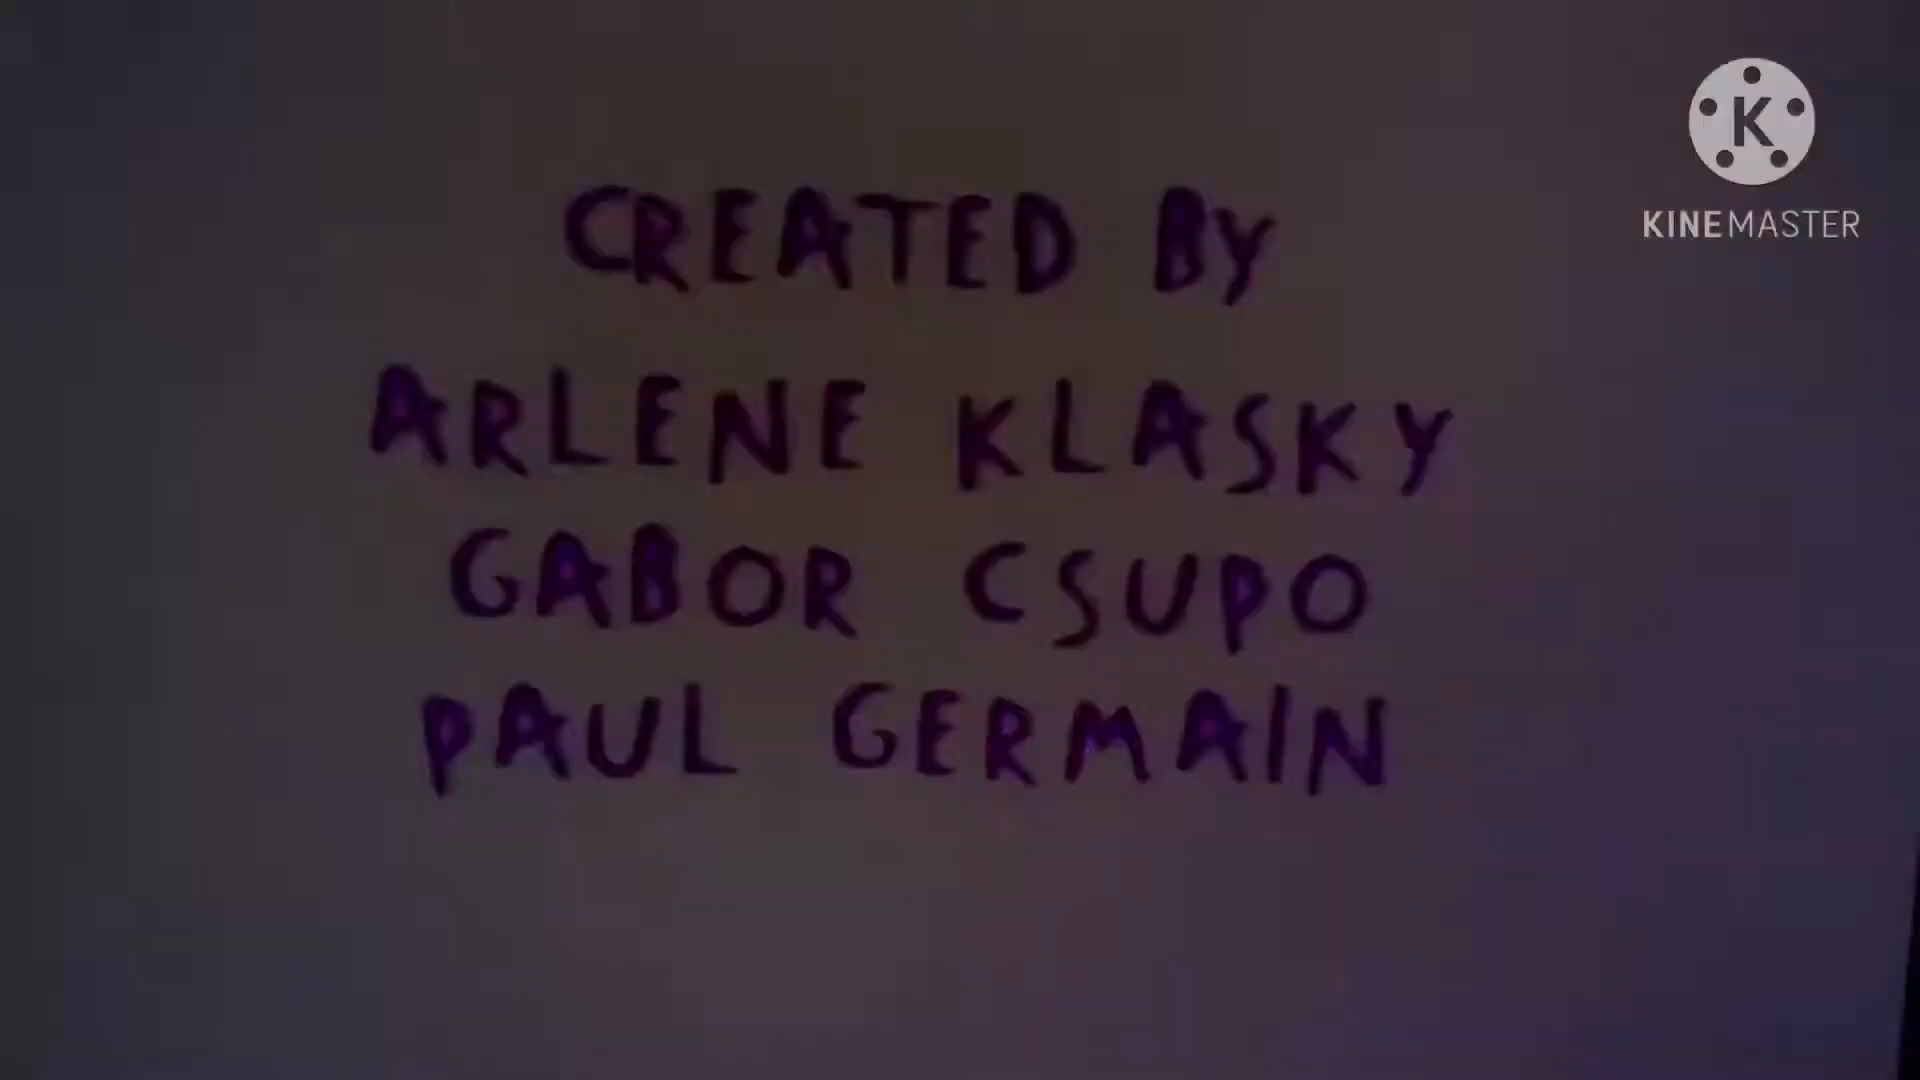 CREATED BY
ARLENE KLASKY
GABOR CSUPO
PAUL GERMAIN
K
KINEMASTER